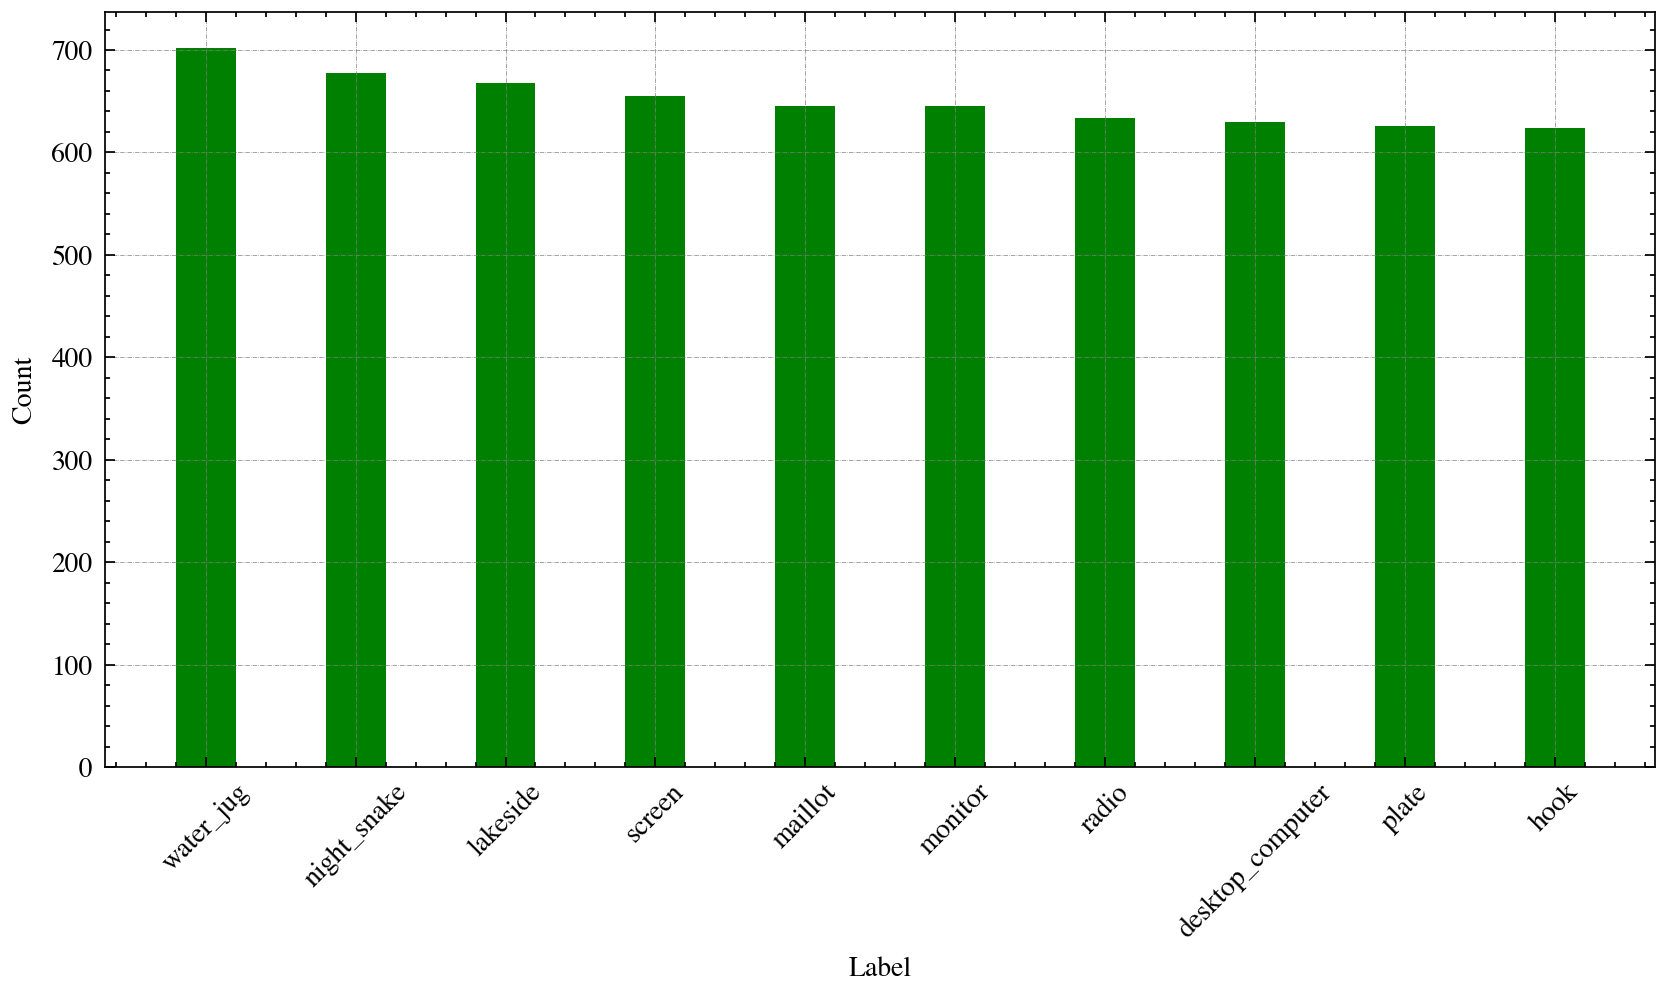 700
600
500
400
300
200
100
0
Count
water_jug
night_snake
lakeside
screen
maillot
monitor
radio
desktop_computer
plate
hook
Label